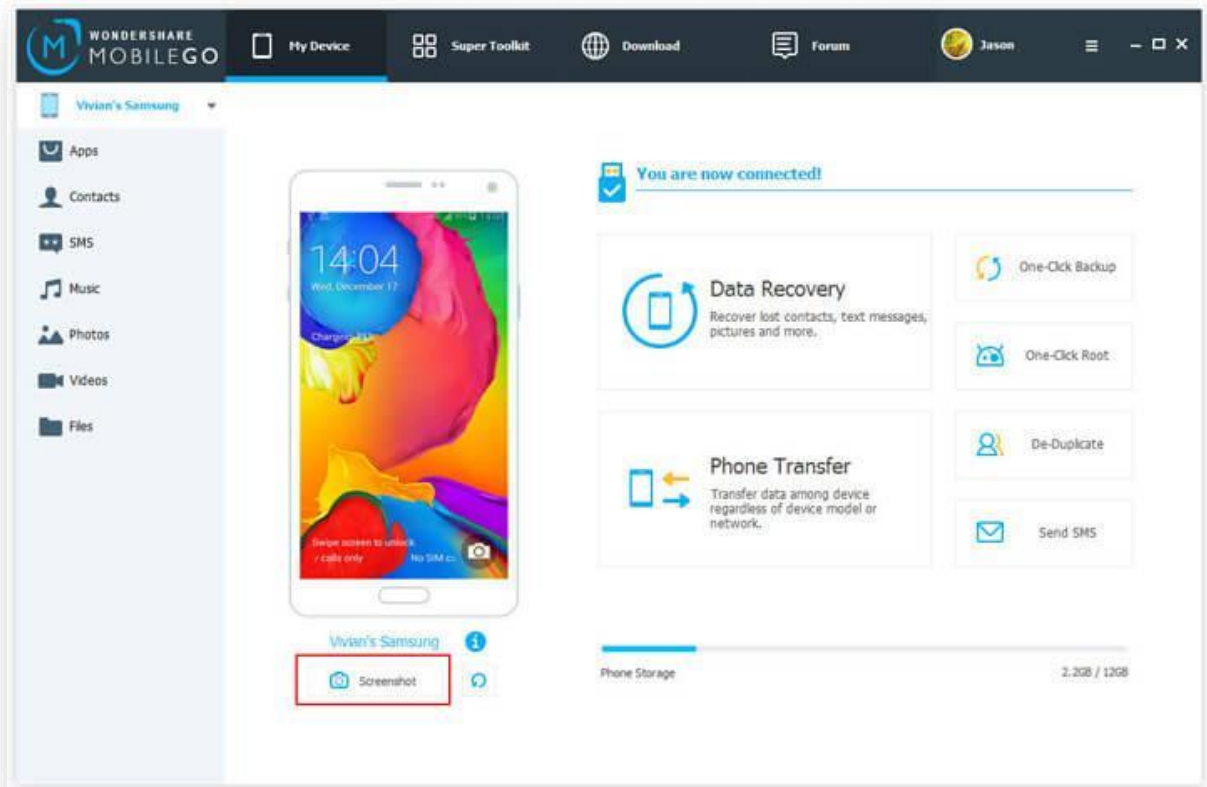 WONDERSHARE
MOBILEGO
My Device
Super Toolkit
Download
Forum
Jason
Vivian's Samsung
Apps
Contacts
SMS
Music
Photos
Videos
Files
You are now connected!
14:04
Wed, December 17
Charging
Swipe screen to unlock
calls only
No SIM
Data Recovery
Recover lost contacts, text messages,
pictures and more.
One-Click Backup
One-Click Root
Phone Transfer
Transfer data among device
regardless of device model or
network.
De-Duplicate
Send SMS
Vivian's Samsung
Screenshot
Phone Storage
2.2GB / 12GB